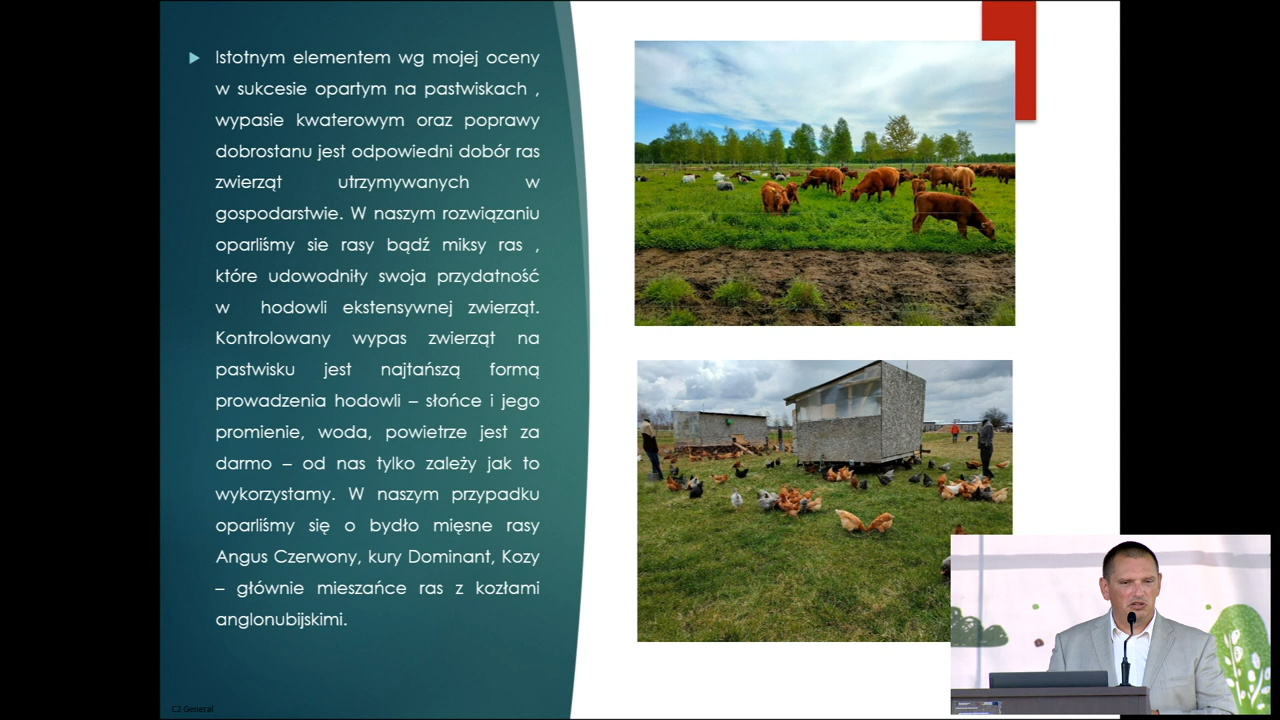 Istotnym elementem wg mojej oceny
w sukcesie opartym na pastwiskach ,
wypasie kwaterowym oraz poprawy
dobrostanu jest odpowiedni dobór ras
zwierząt utrzymywanych w
gospodarstwie. W naszym rozwiązaniu
oparliśmy sie rasy bądź miksy ras ,
które udowodniły swoja przydatność
w hodowli ekstensywnej zwierząt.
Kontrolowany wypas zwierząt na
pastwisku jest najtańszą formą
prowadzenia hodowli – słońce i jego
promienie, woda, powietrze jest za
darmo – od nas tylko zależy jak to
wykorzystamy. W naszym przypadku
oparliśmy się o bydło mięsne rasy
Angus Czerwony, kury Dominant, Kozy
– głównie mieszańce ras z kozłami
anglonubijskimi.
C2 General